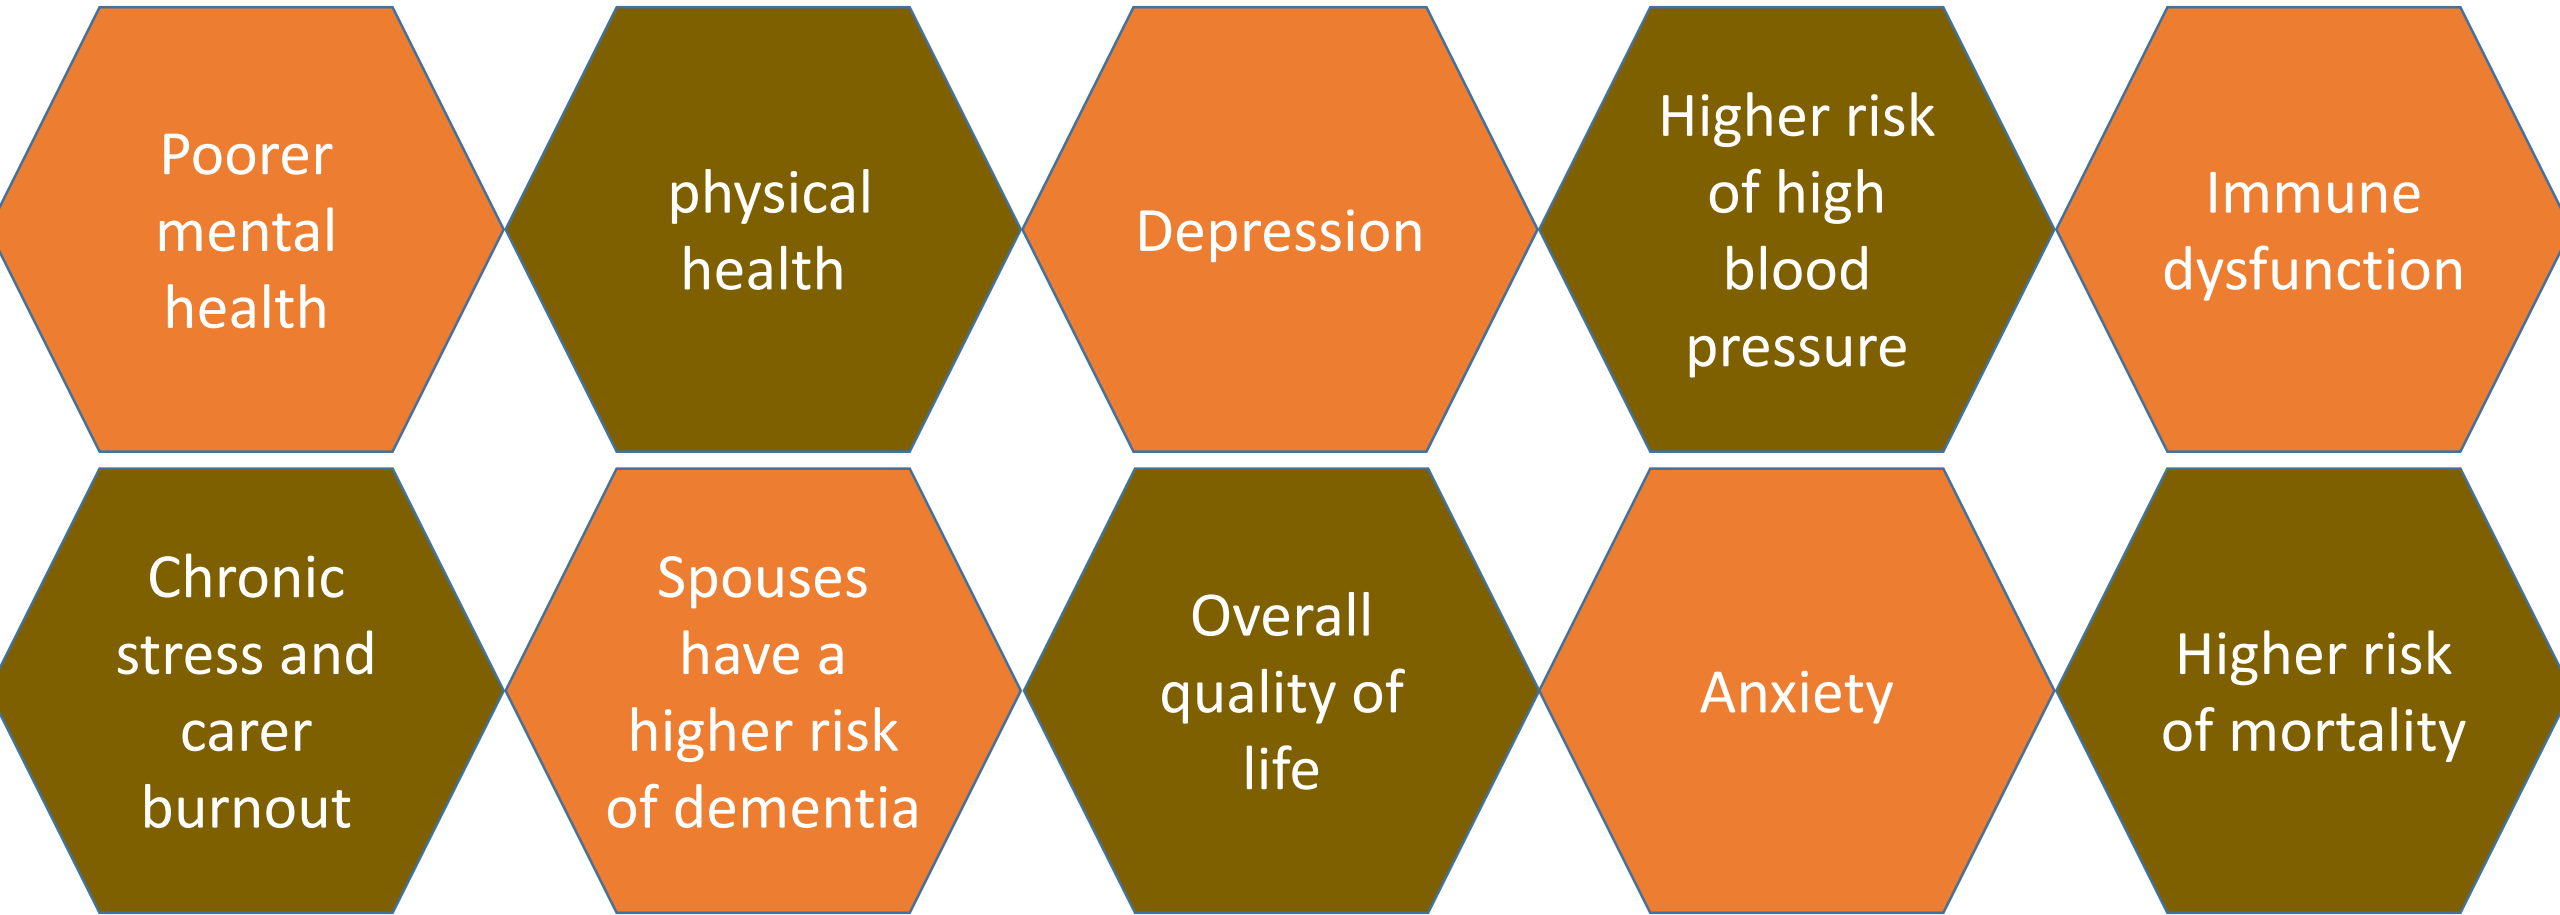 Poorer
mental
health
physical
health
Depression
Higher risk
of high
blood
pressure
Immune
dysfunction
Chronic
stress and
carer
burnout
Spouses
have a
higher risk
of dementia
Overall
quality of
life
Anxiety
Higher risk
of mortality